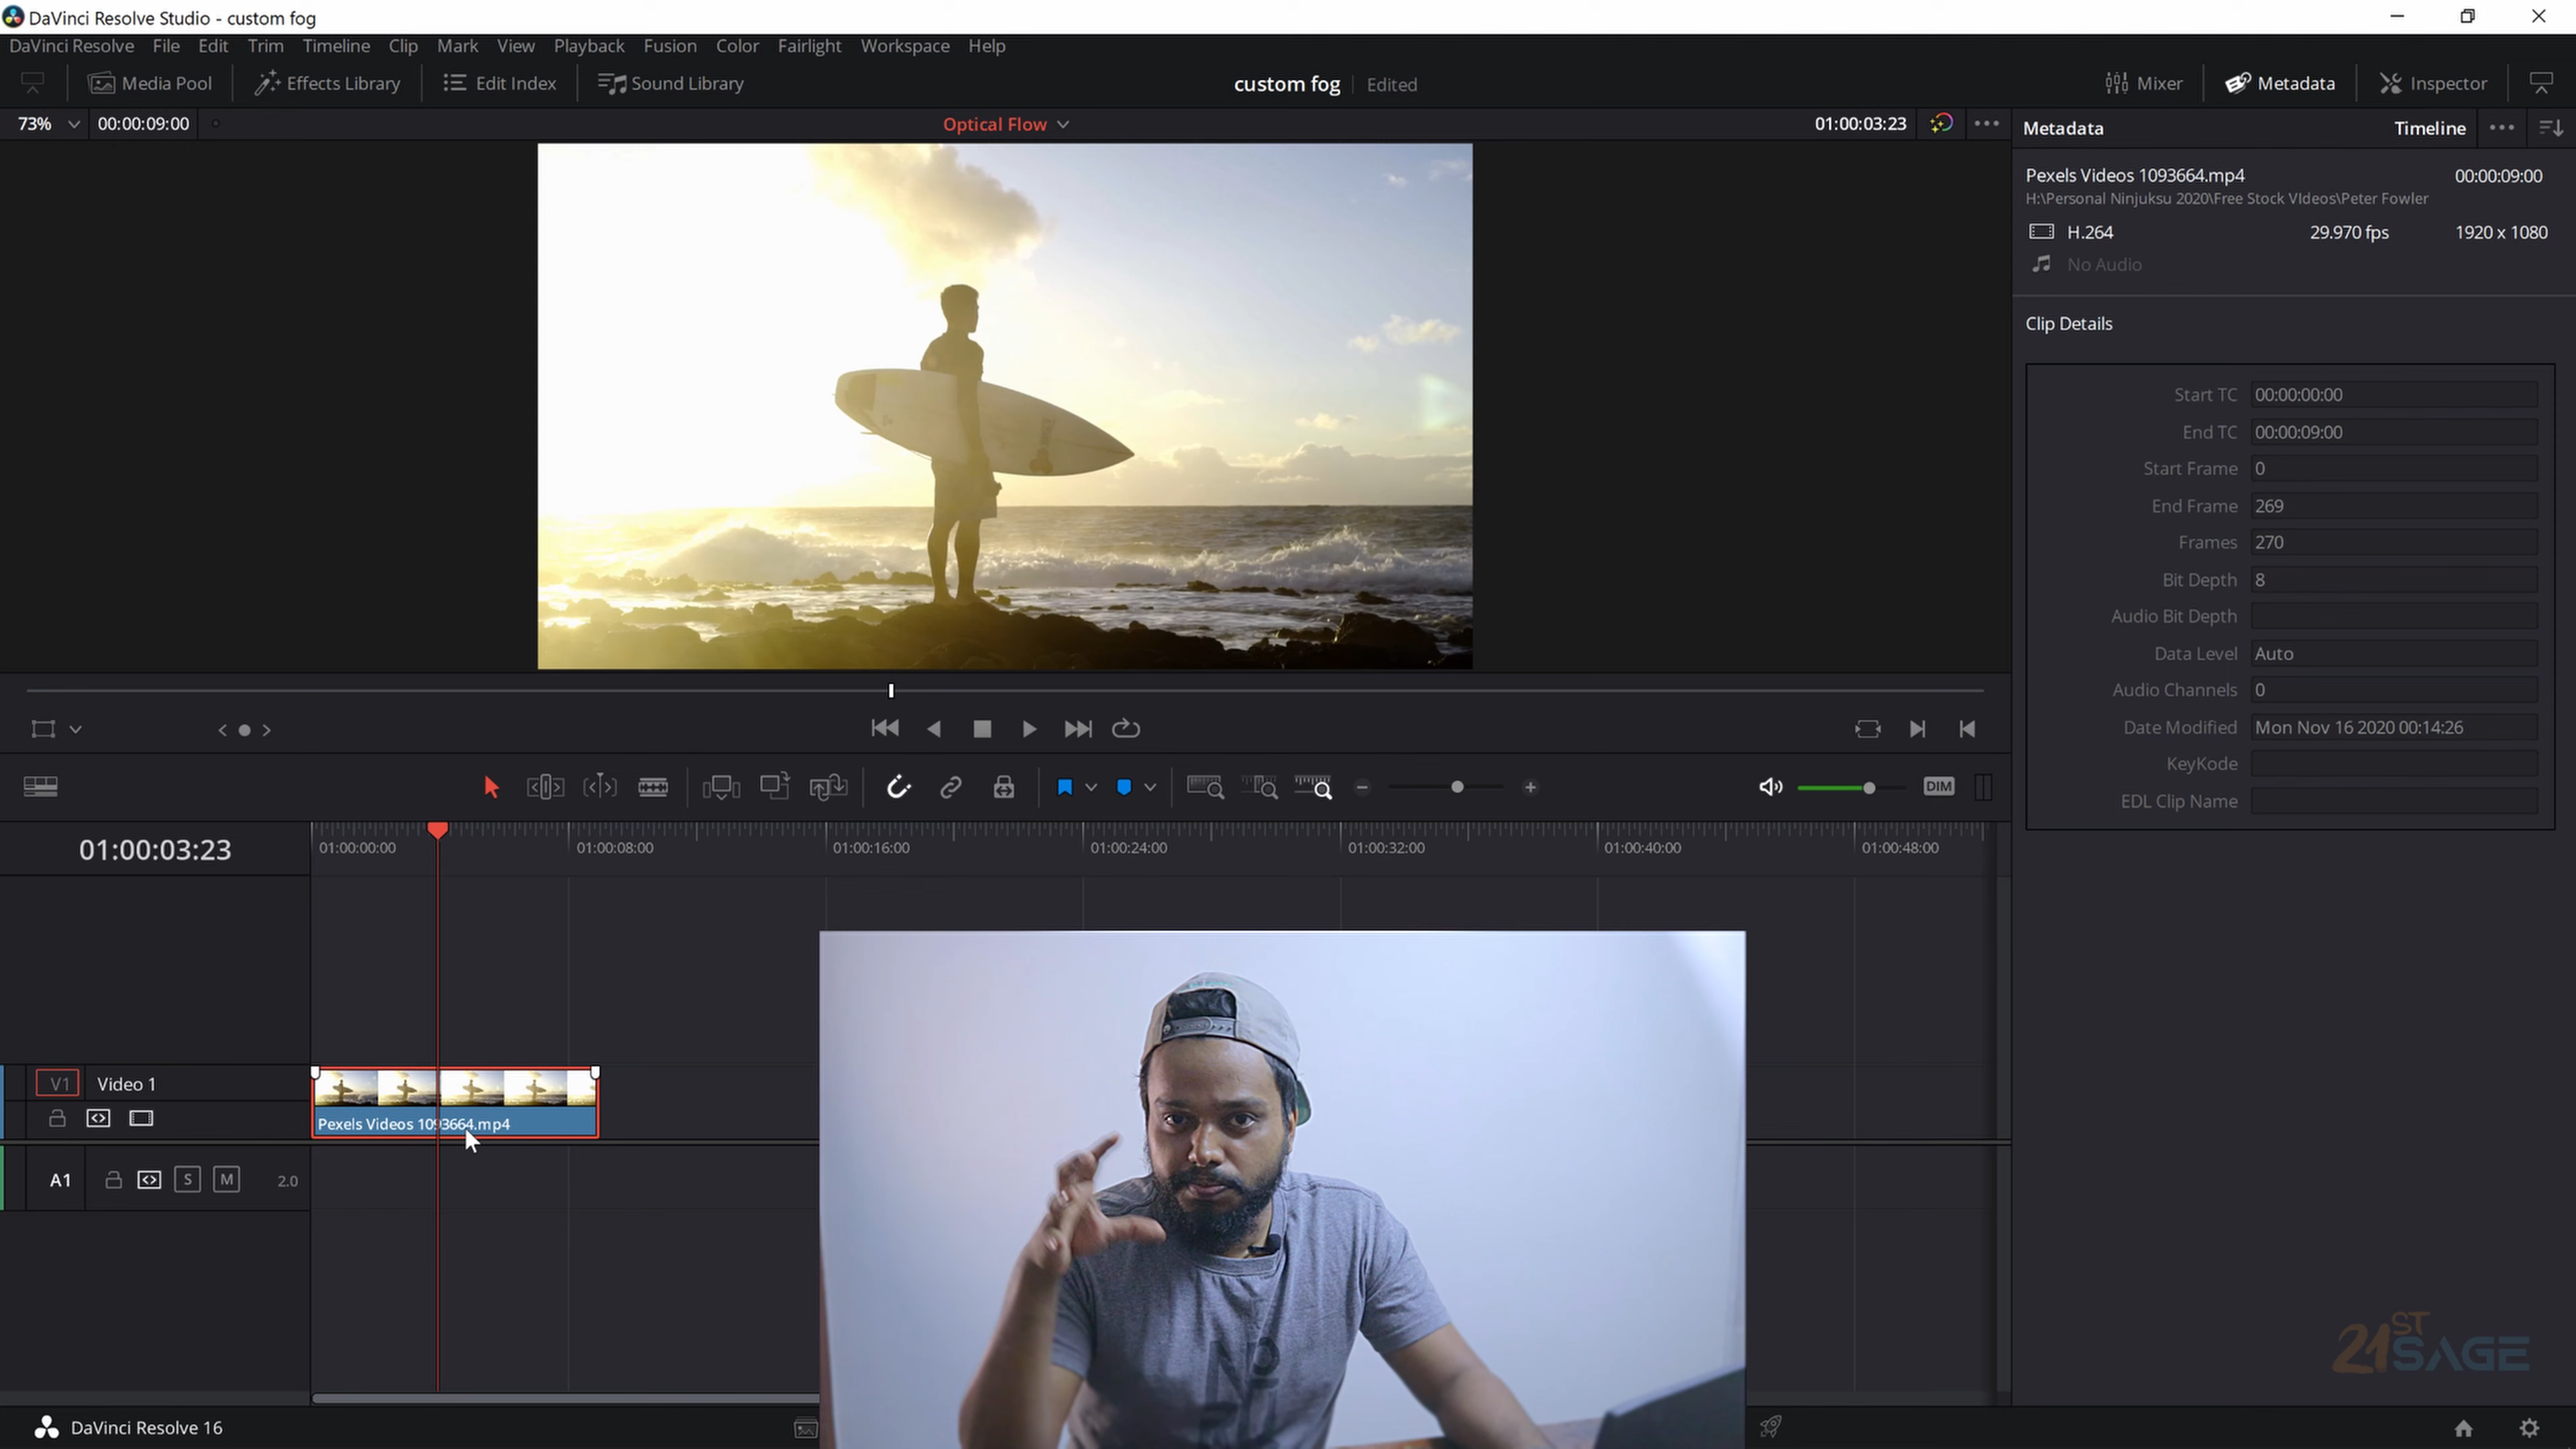 DaVinci Resolve Studio - custom fog
DaVinci Resolve File Edit Trim Timeline Clip Mark View Playback Fusion Color Fairlight Workspace Help
Media Pool Effects Library Edit Index Sound Library custom fog Edited Mixer Metadata Inspector
73% 00:00:09:00 Optical Flow 01:00:03:23 Metadata Timeline
Pexels Videos 1093664.mp4 00:00:09:00
H:\Personal Ninjuksu 2020\Free Stock VIdeos\Peter Fowler
H.264 29.970 fps 1920 x 1080
No Audio
Clip Details
Start TC 00:00:00:00
End TC 00:00:09:00
Start Frame 0
End Frame 269
Frames 270
Bit Depth 8
Audio Bit Depth
Data Level Auto
Audio Channels 0
Date Modified Mon Nov 16 2020 00:14:26
KeyKode
EDL Clip Name
DIM
01:00:03:23 01:00:00:00 01:00:08:00 01:00:16:00 01:00:24:00 01:00:32:00 01:00:40:00 01:00:48:00
V1 Video 1
Pexels Videos 1093664.mp4
A1 S M 2.0
21ST SAGE
DaVinci Resolve 16